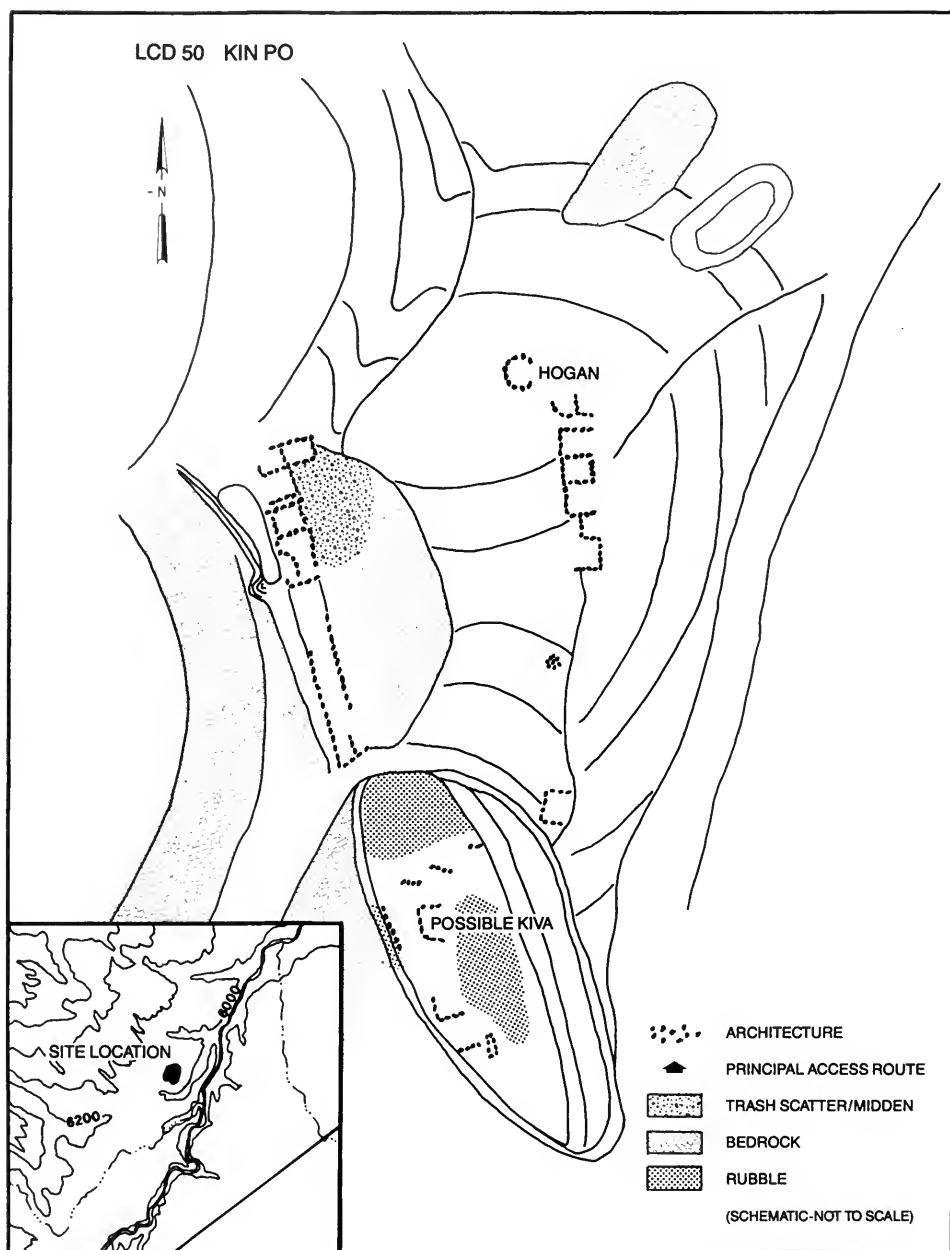 LCD 50 KIN PO
N
HOGAN
POSSIBLE KIVA
SITE LOCATION
6000
6200
ARCHITECTURE
PRINCIPAL ACCESS ROUTE
TRASH SCATTER/MIDDEN
BEDROCK
RUBBLE
(SCHEMATIC-NOT TO SCALE)